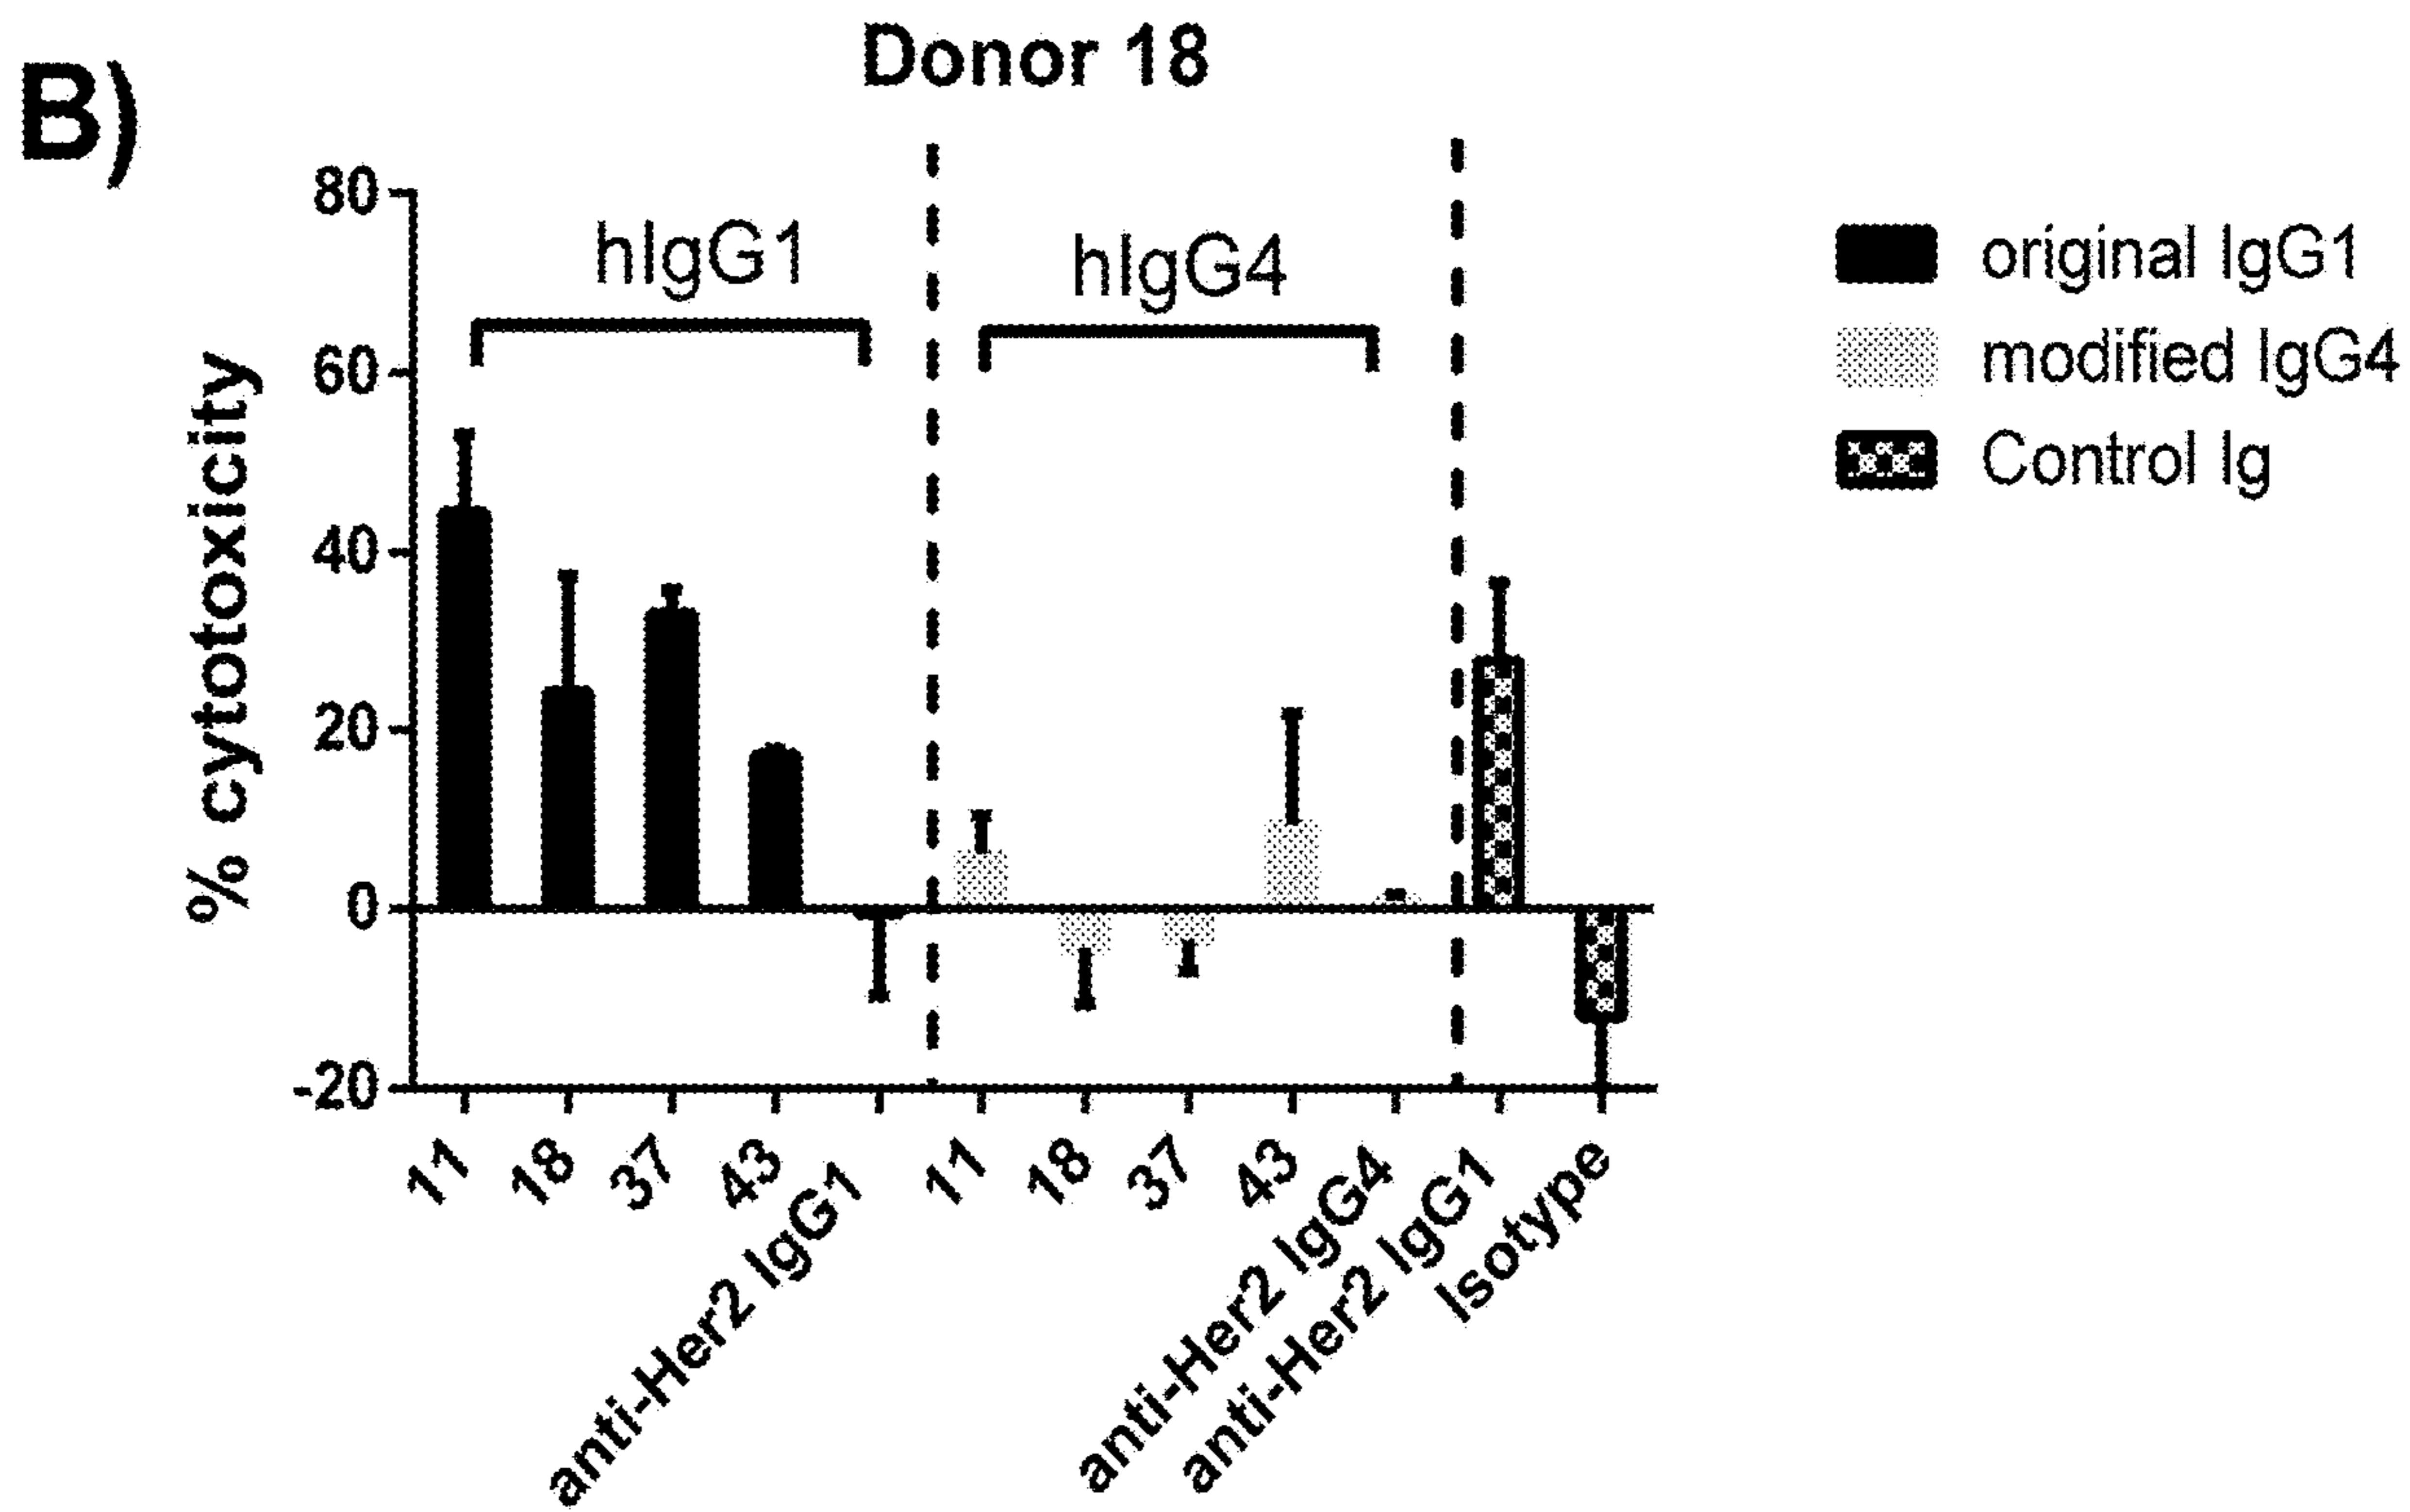 B)
Donor 18
% cytotoxicity
80
60
40
20
0
-20
hIgG1
hIgG4
original IgG1
modified IgG4
Control Ig
11
18
37
43
anti-Her2 IgG1
11
18
37
43
anti-Her2 IgG4
anti-Her2 IgG1
Isotype